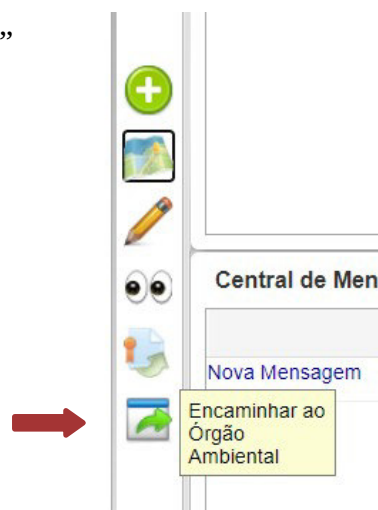 ”
Central de Men
Nova Mensagem
Encaminhar ao
Órgão
Ambiental